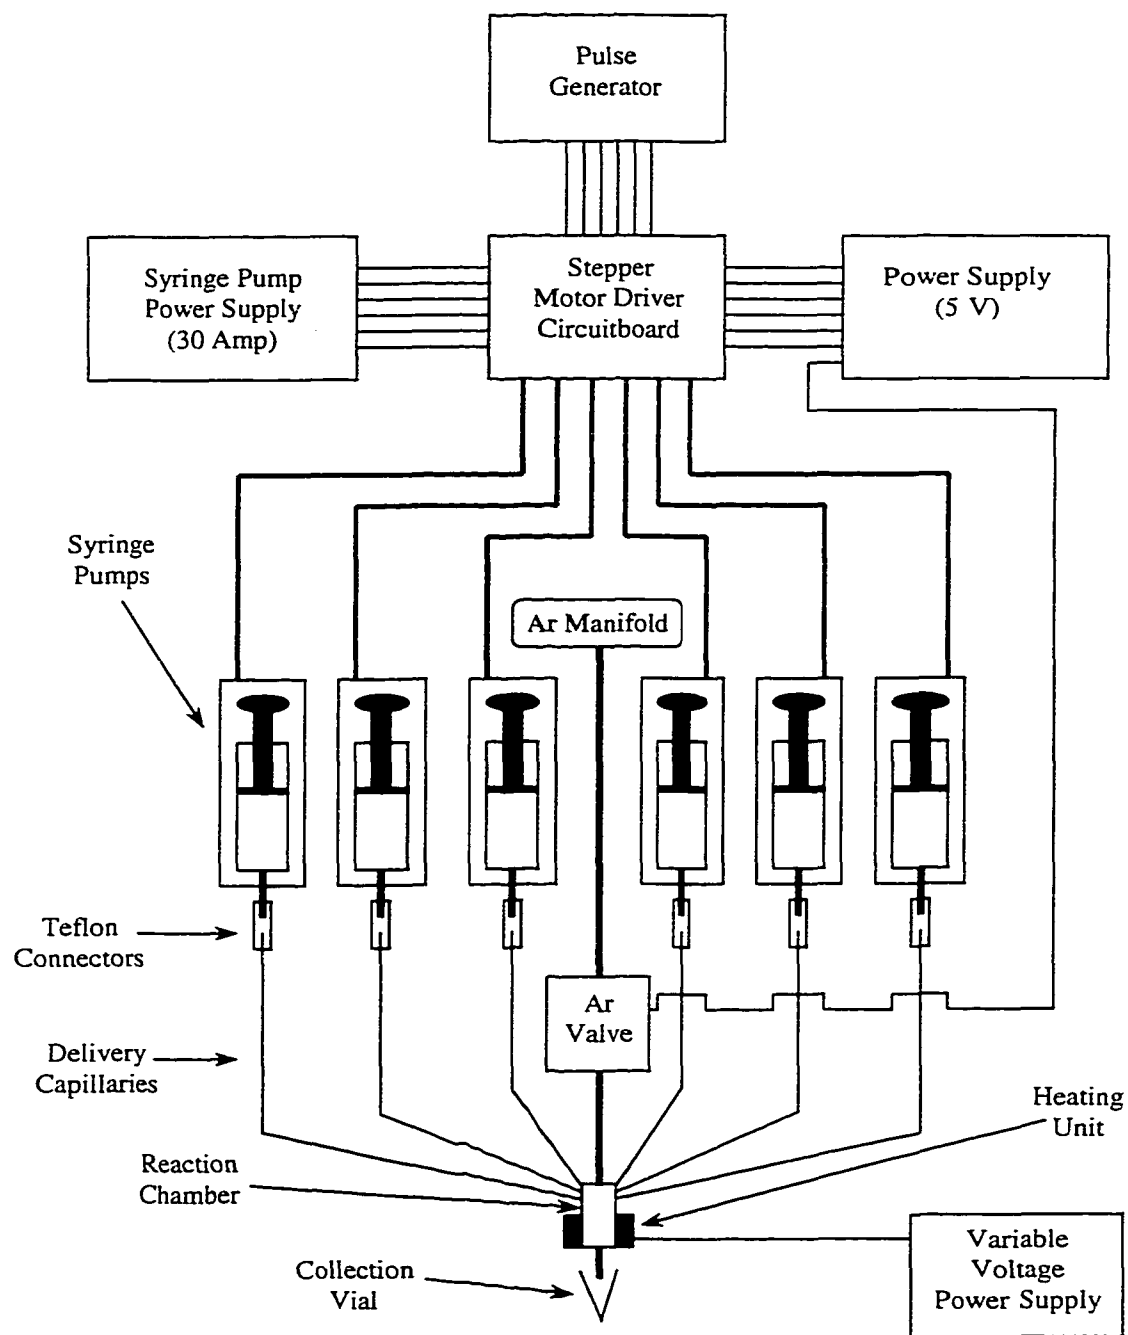 Pulse
Generator
Syringe Pump
Power Supply
(30 Amp)
Stepper
Motor Driver
Circuitboard
Power Supply
(5 V)
Syringe
Pumps
Ar Manifold
Teflon
Connectors
Ar
Valve
Delivery
Capillaries
Heating
Unit
Reaction
Chamber
Collection
Vial
Variable
Voltage
Power Supply